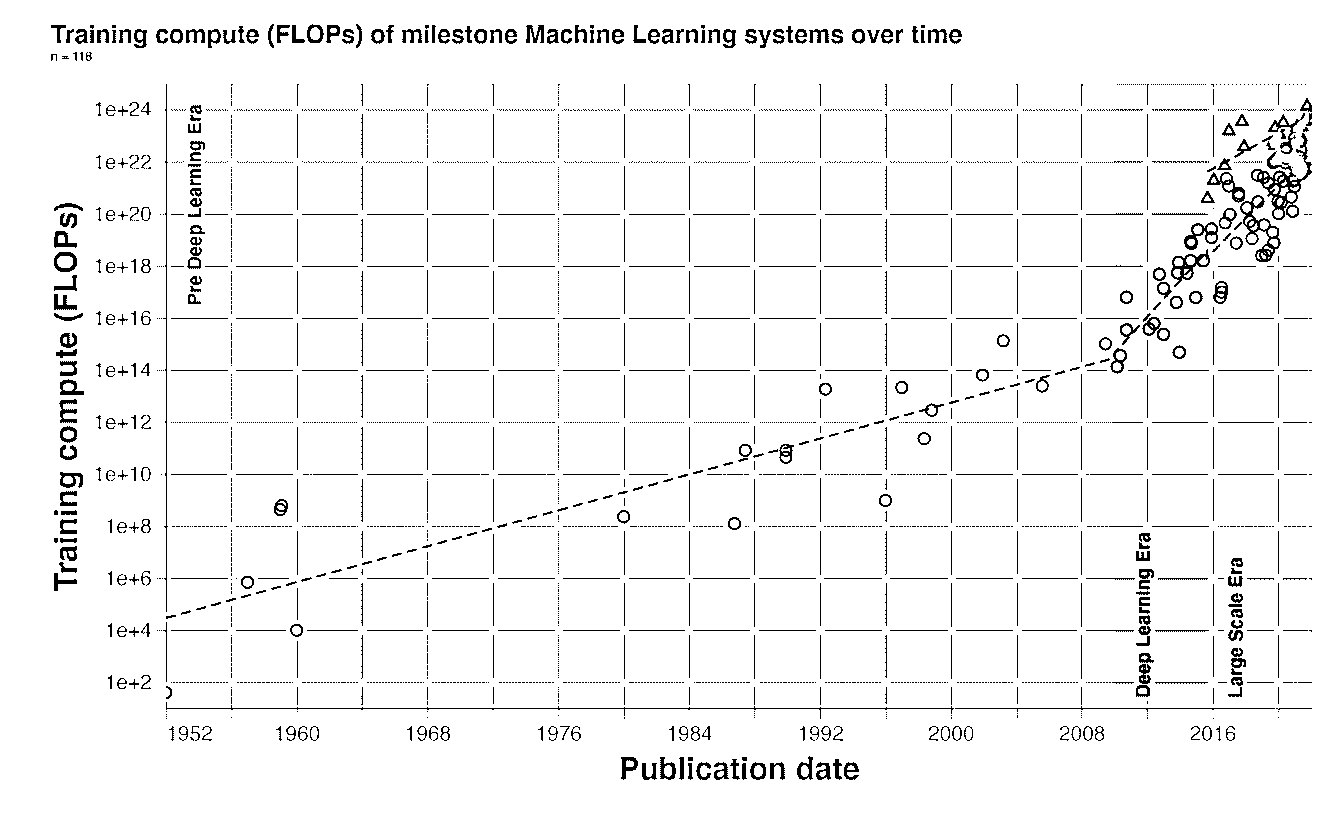 Training compute (FLOPs) of milestone Machine Learning systems over time
n = 118
Training compute (FLOPs)
1e+24
1e+22
1e+20
1e+18
1e+16
1e+14
1e+12
1e+10
1e+8
1e+6
1e+4
1e+2
Pre Deep Learning Era
Deep Learning Era
Large Scale Era
1952 1960 1968 1976 1984 1992 2000 2008 2016
Publication date